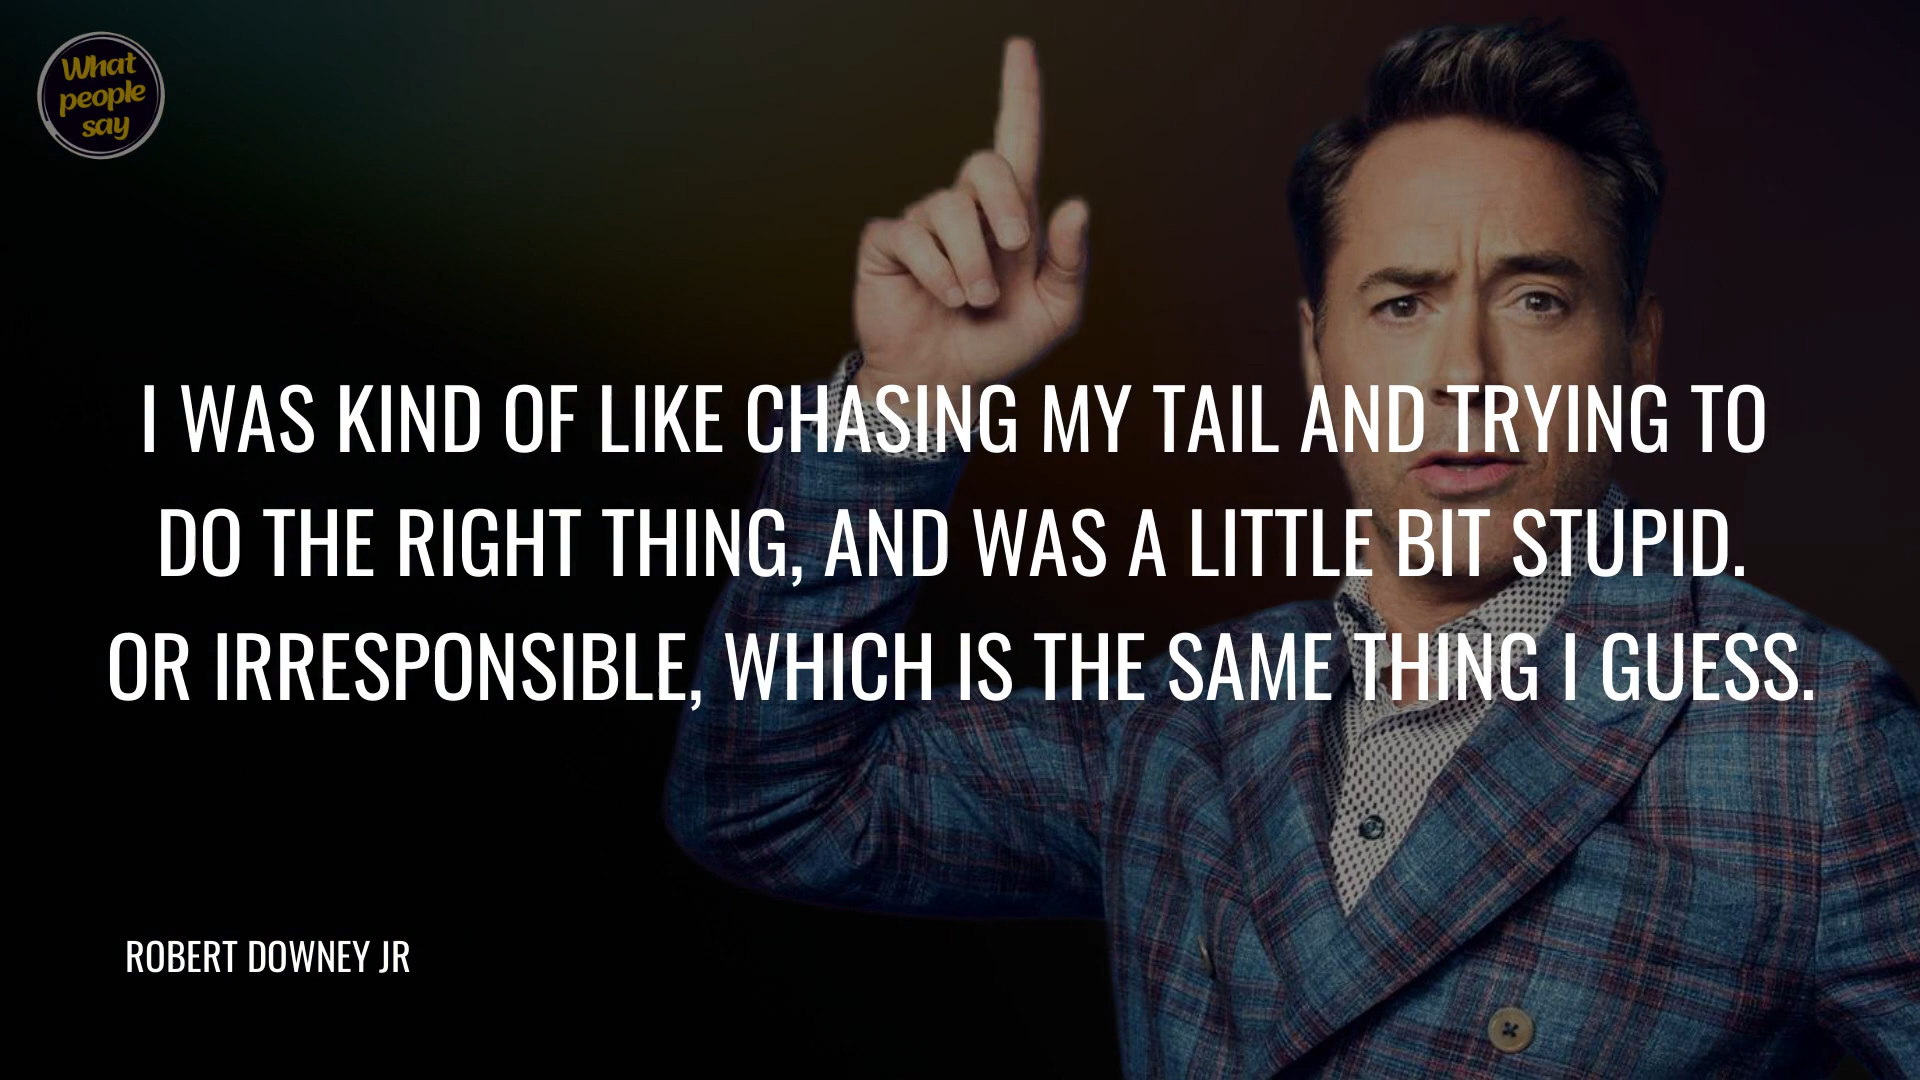 What
people
say
I WAS KIND OF LIKE CHASING MY TAIL AND TRYING TO
DO THE RIGHT THING, AND WAS A LITTLE BIT STUPID.
OR IRRESPONSIBLE, WHICH IS THE SAME THING I GUESS.
ROBERT DOWNEY JR